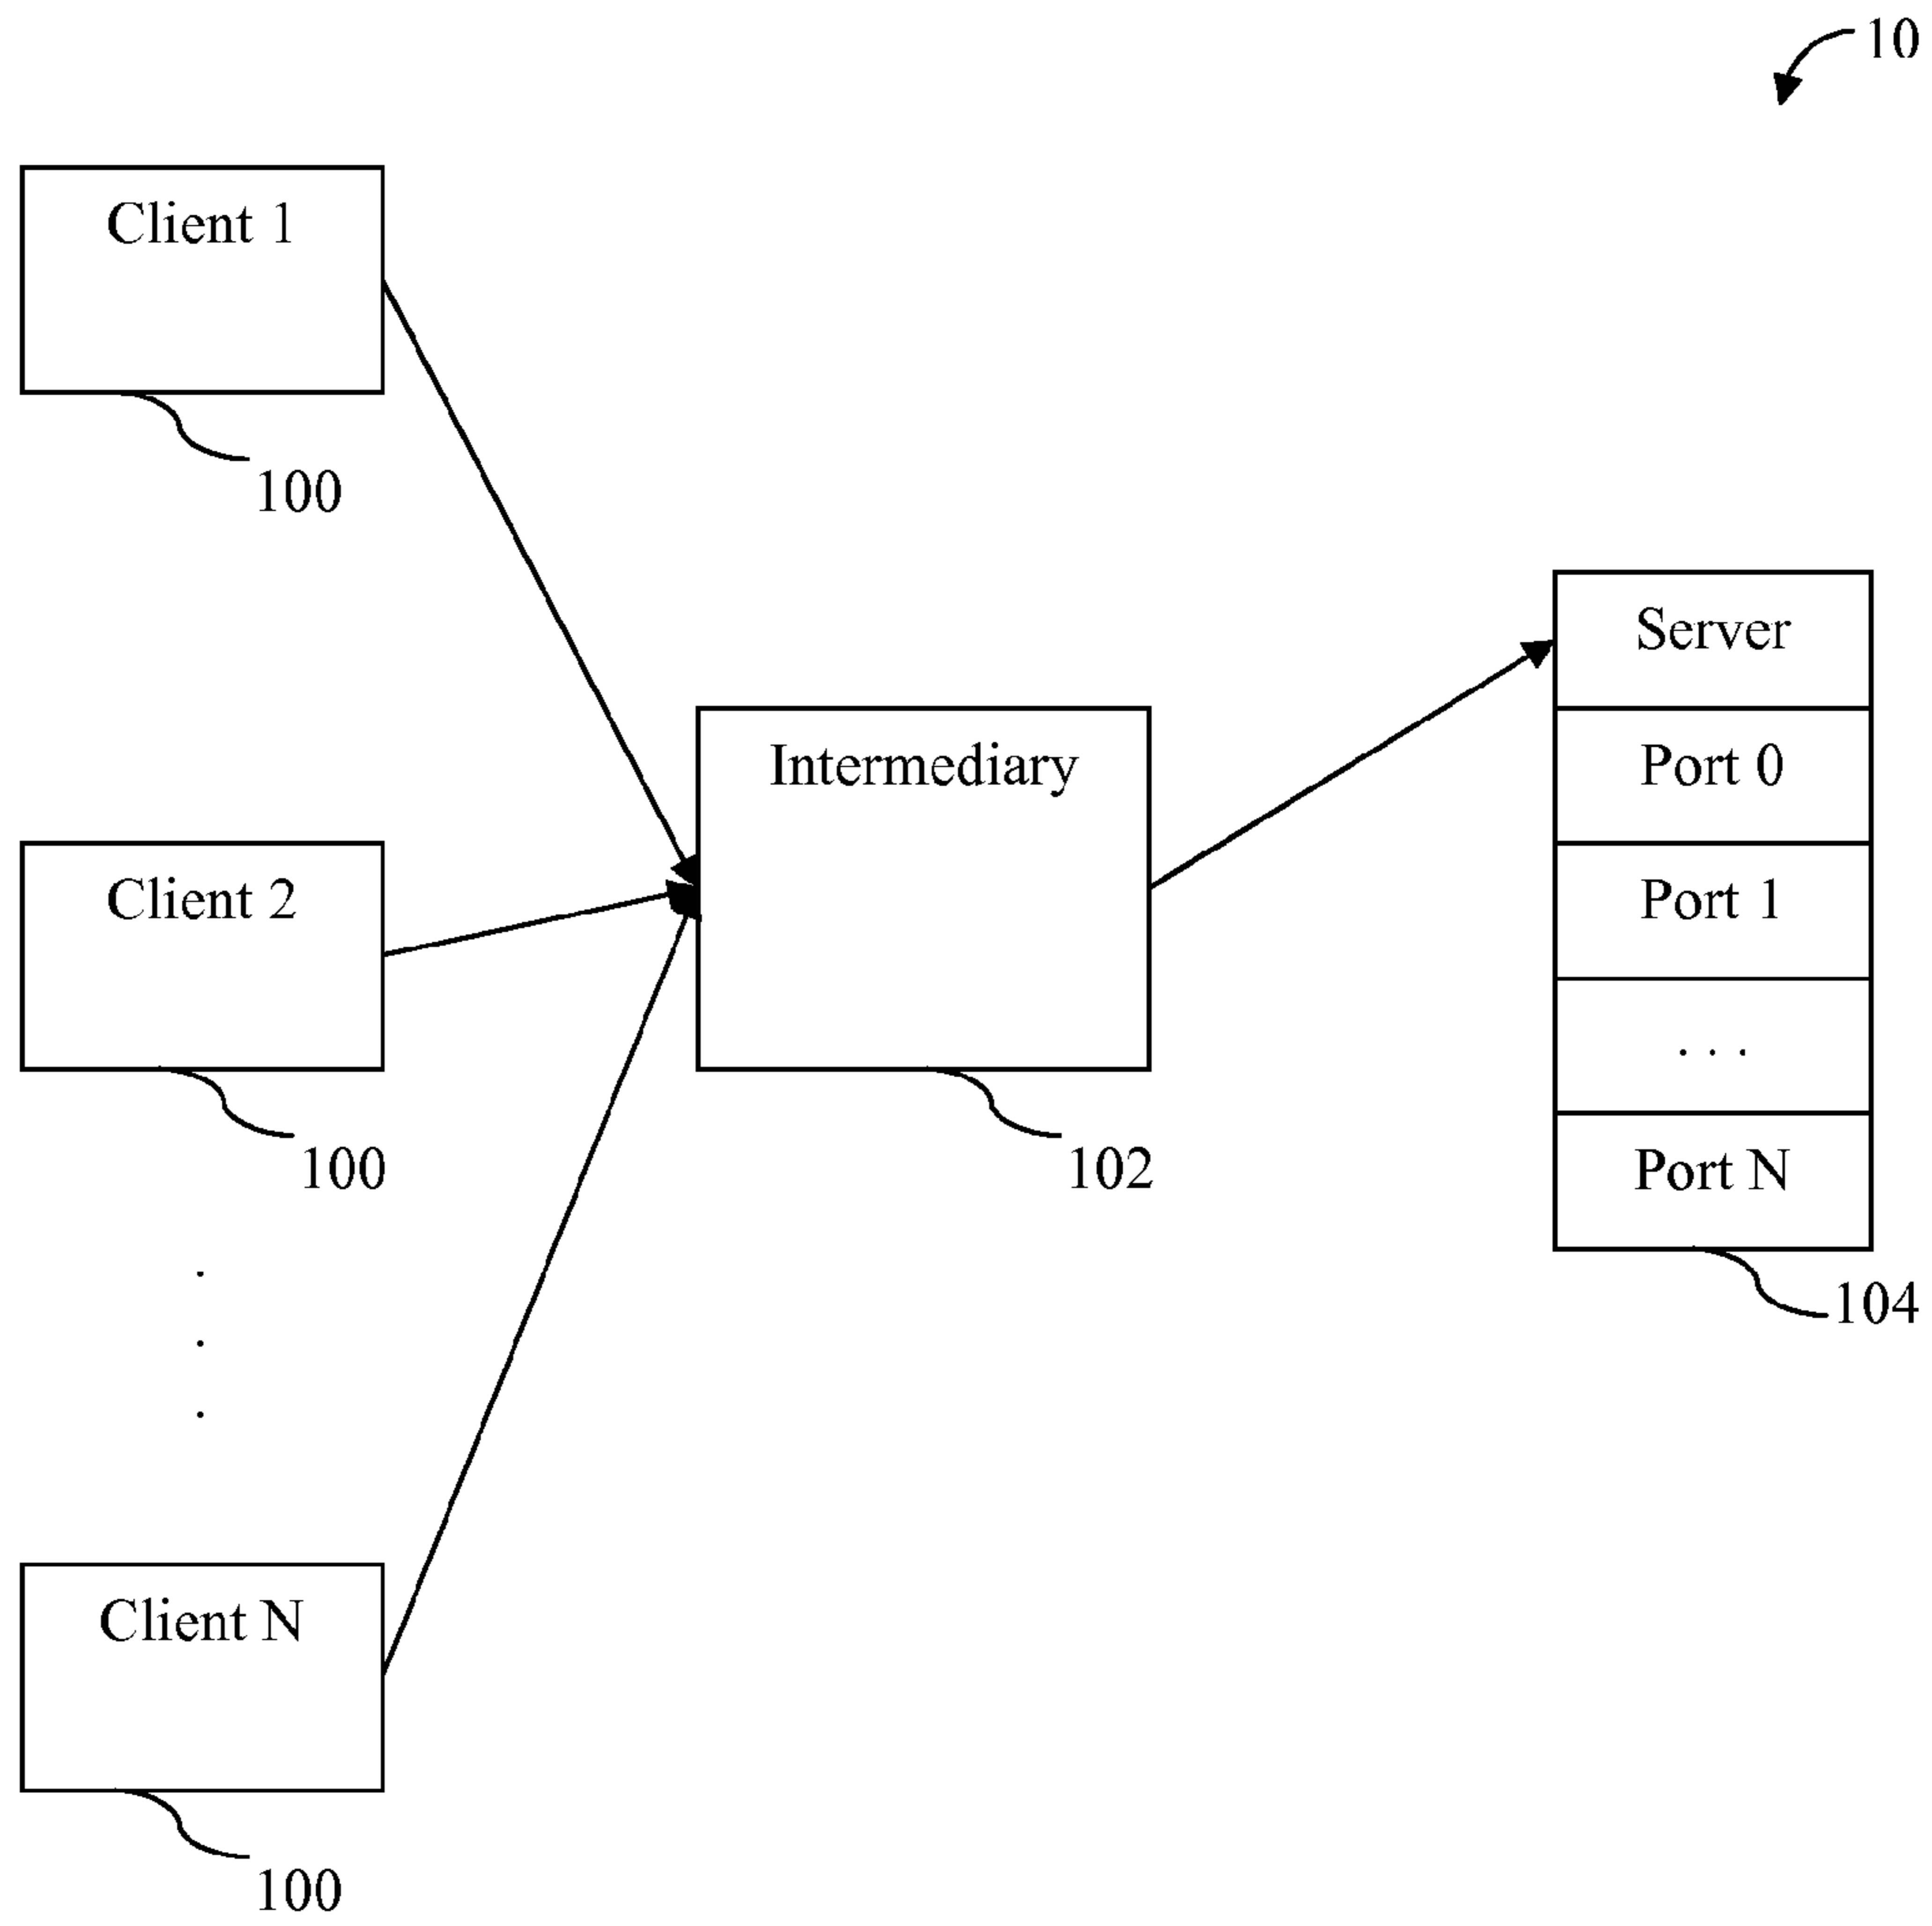 10
Client 1
100
Client 2
100
.
.
.
Client N
100
Intermediary
102
Server
Port 0
Port 1
. . .
Port N
104